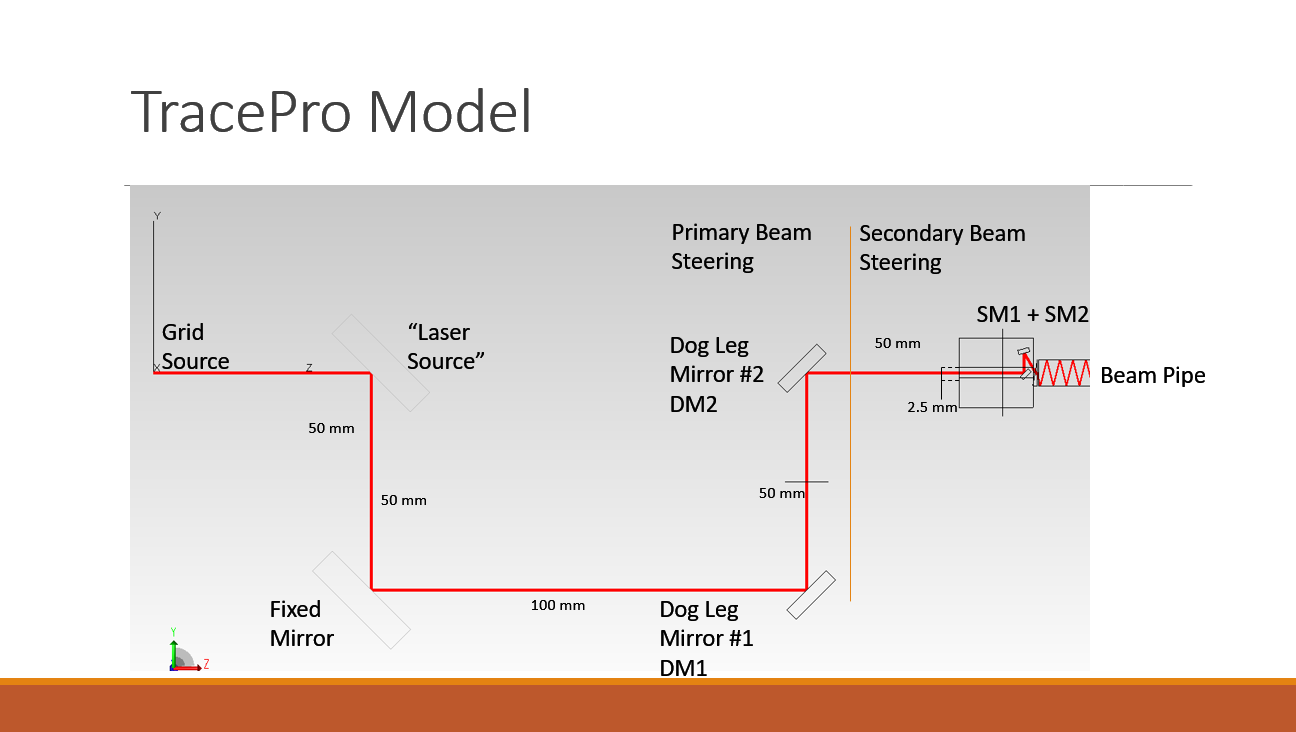 TracePro Model
Y
Primary Beam
Steering
Secondary Beam
Steering
SM1 + SM2
Grid
Source
"Laser
Source"
Dog Leg
Mirror #2
DM2
50 mm
X
Z
Beam Pipe
2.5 mm
50 mm
50 mm
50 mm
Fixed
Mirror
100 mm
Dog Leg
Mirror #1
DM1
Y
Z